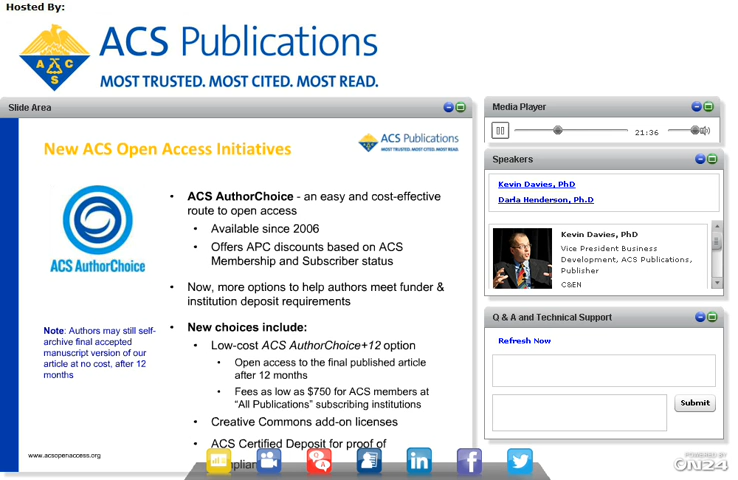 Hosted By:
ACS Publications
MOST TRUSTED. MOST CITED. MOST READ.
A C
S
Slide Area
New ACS Open Access Initiatives
ACS Publications
MOST TRUSTED. MOST CITED. MOST READ.
ACS AuthorChoice
• ACS AuthorChoice - an easy and cost-effective
route to open access
• Available since 2006
• Offers APC discounts based on ACS
Membership and Subscriber status
• Now, more options to help authors meet funder &
institution deposit requirements
• New choices include:
• Low-cost ACS AuthorChoice+12 option
• Open access to the final published article
after 12 months
• Fees as low as $750 for ACS members at
“All Publications” subscribing institutions
• Creative Commons add-on licenses
• ACS Certified Deposit for proof of
Note: Authors may still self-
archive final accepted
manuscript version of our
article at no cost, after 12
months
www.acsopenaccess.org
Media Player
21:36
Speakers
Kevin Davies, PhD
Darla Henderson, Ph.D
Kevin Davies, PhD
Vice President Business
Development, ACS Publications,
Publisher
C&EN
Q & A and Technical Support
Refresh Now
Submit
Q
A
in
f
POWERED BY
ON24